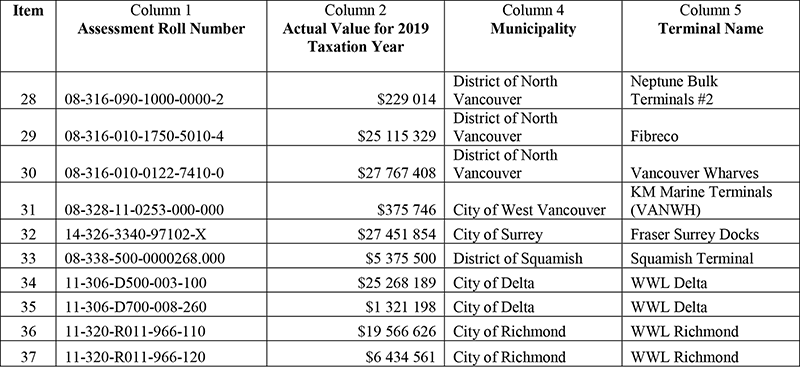 Item Column 1 Column 2 Column 4 Column 5
Assessment Roll Number Actual Value for 2019 Municipality Terminal Name
Taxation Year
District of North Neptune Bulk
28 08-316-090-1000-0000-2 $229 014 Vancouver Terminals #2
District of North
29 08-316-010-1750-5010-4 $25 115 329 Vancouver Fibreco
District of North
30 08-316-010-0122-7410-0 $27 767 408 Vancouver Vancouver Wharves
KM Marine Terminals
31 08-328-11-0253-000-000 $375 746 City of West Vancouver (VANWH)
32 14-326-3340-97102-X $27 451 854 City of Surrey Fraser Surrey Docks
33 08-338-500-0000268.000 $5 375 500 District of Squamish Squamish Terminal
34 11-306-D500-003-100 $25 268 189 City of Delta WWL Delta
35 11-306-D700-008-260 $1 321 198 City of Delta WWL Delta
36 11-320-R011-966-110 $19 566 626 City of Richmond WWL Richmond
37 11-320-R011-966-120 $6 434 561 City of Richmond WWL Richmond